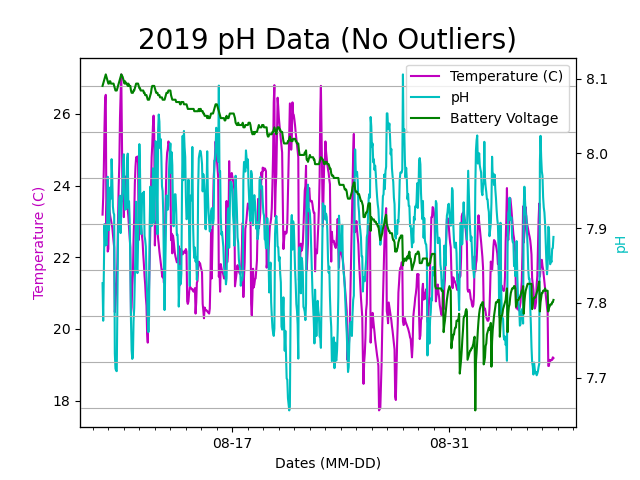 2019 pH Data (No Outliers)
Temperature (C)
pH
Battery Voltage
26
24
22
20
18
Temperature (C)
8.1
8.0
7.9
7.8
7.7
pH
08-17
08-31
Dates (MM-DD)